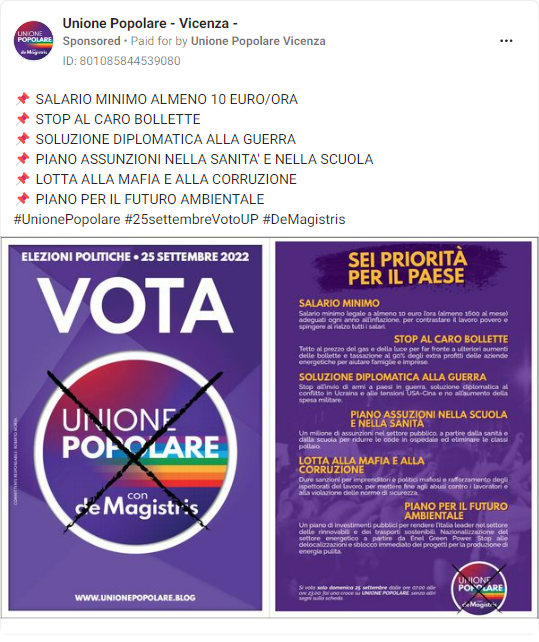 Unione Popolare - Vicenza -
Sponsored • Paid for by Unione Popolare Vicenza
ID: 801085844539080
📌 SALARIO MINIMO ALMENO 10 EURO/ORA
📌 STOP AL CARO BOLLETTE
📌 SOLUZIONE DIPLOMATICA ALLA GUERRA
📌 PIANO ASSUNZIONI NELLA SANITA' E NELLA SCUOLA
📌 LOTTA ALLA MAFIA E ALLA CORRUZIONE
📌 PIANO PER IL FUTURO AMBIENTALE
#UnionePopolare #25settembreVotoUP #DeMagistris
ELEZIONI POLITICHE • 25 SETTEMBRE 2022
VOTA
UNIONE
POPOLARE
con
de Magistris
WWW.UNIONEPOPOLARE.BLOG
SEI PRIORITÀ
PER IL PAESE
SALARIO MINIMO
Salario minimo legale a almeno 10 euro l'ora (almeno 1600 al mese)
adeguati ogni anno all'inflazione, per contrastare il lavoro povero e
spingere al rialzo tutti i salari.
STOP AL CARO BOLLETTE
Tetto al prezzo del gas e della luce per far fronte a ulteriori aumenti
delle bollette e tassazione al 90% degli extra profitti delle aziende
energetiche per aiutare famiglie e imprese.
SOLUZIONE DIPLOMATICA ALLA GUERRA
Stop all'invio di armi a paesi in guerra, soluzione diplomatica al
conflitto in Ucraina e alle tensioni USA-Cina e no all'aumento della
spesa militare.
PIANO ASSUZIONI NELLA SCUOLA
E NELLA SANITÀ
Un milione di assunzioni nel settore pubblico, a partire dalla sanità e
dalla scuola per ridurre le code in ospedale ed eliminare le classi
pollaio.
LOTTA ALLA MAFIA E ALLA
CORRUZIONE
Dure sanzioni per imprenditori e politici mafiosi e rafforzamento degli
ispettorati del lavoro, per mettere fine agli abusi contro i lavoratori e
alla violazione delle norme di sicurezza.
PIANO PER IL FUTURO
AMBIENTALE
Un piano di investimenti pubblici per rendere l'Italia leader nel settore
delle rinnovabili e dei trasporti sostenibili. Nazionalizzazione del
settore energetico a partire da Enel Green Power. Stop alle
delocalizzazioni e sblocco immediato dei progetti per la produzione di
energia pulita.
Si vota solo domenica 25 settembre dalle ore 07:00 alle
ore 23:00 fai una croce su UNIONE POPOLARE, senza altri
segni sulla scheda.
UNIONE
POPOLARE
de Magistris